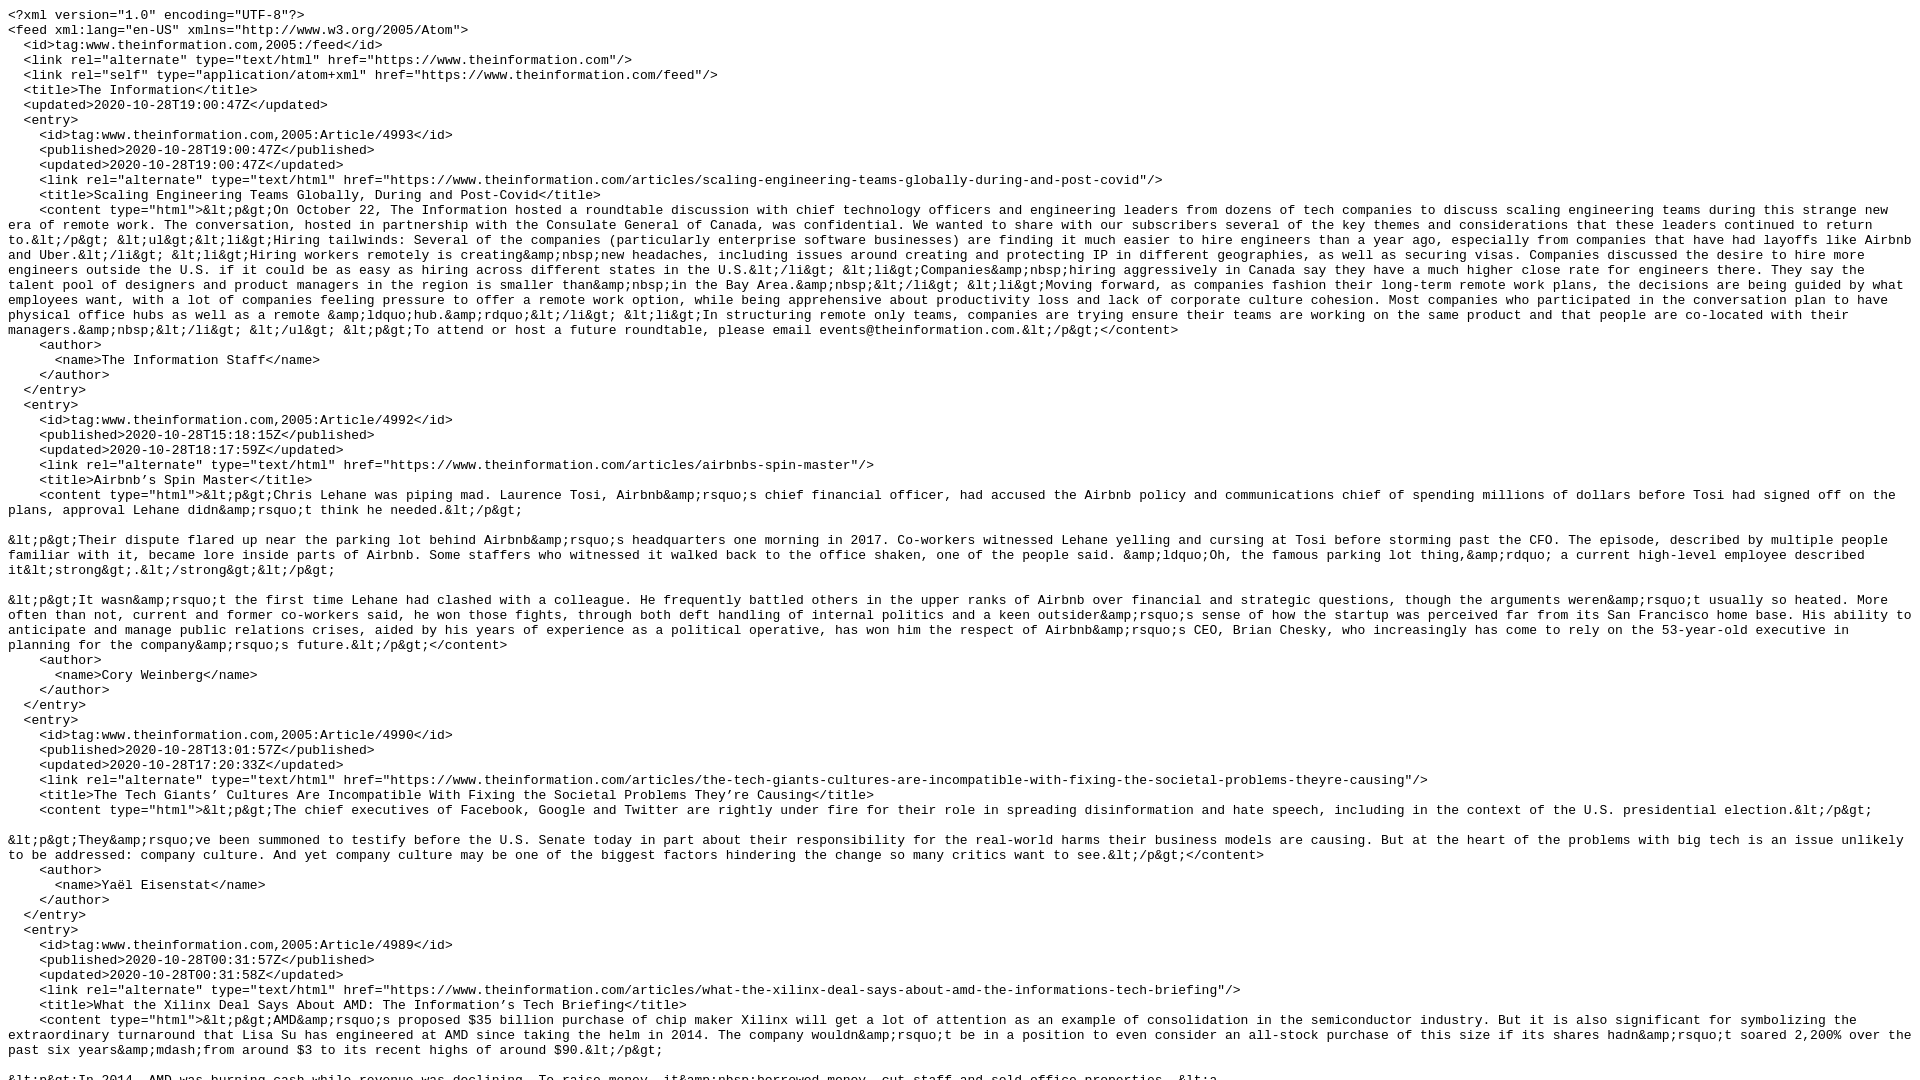 <?xml version="1.0" encoding="UTF-8"?>
<feed xml:lang="en-US" xmlns="http://www.w3.org/2005/Atom">
  <id>tag:www.theinformation.com,2005:/feed</id>
  <link rel="alternate" type="text/html" href="https://www.theinformation.com"/>
  <link rel="self" type="application/atom+xml" href="https://www.theinformation.com/feed"/>
  <title>The Information</title>
  <updated>2020-10-28T19:00:47Z</updated>
  <entry>
    <id>tag:www.theinformation.com,2005:Article/4993</id>
    <published>2020-10-28T19:00:47Z</published>
    <updated>2020-10-28T19:00:47Z</updated>
    <link rel="alternate" type="text/html" href="https://www.theinformation.com/articles/scaling-engineering-teams-globally-during-and-post-covid"/>
    <title>Scaling Engineering Teams Globally, During and Post-Covid</title>
    <content type="html">&lt;p&gt;On October 22, The Information hosted a roundtable discussion with chief technology officers and engineering leaders from dozens of tech companies to discuss scaling engineering teams during this strange new
era of remote work. The conversation, hosted in partnership with the Consulate General of Canada, was confidential. We wanted to share with our subscribers several of the key themes and considerations that these leaders continued to return
to.&lt;/p&gt; &lt;ul&gt;&lt;li&gt;Hiring tailwinds: Several of the companies (particularly enterprise software businesses) are finding it much easier to hire engineers than a year ago, especially from companies that have had layoffs like Airbnb
and Uber.&lt;/li&gt; &lt;li&gt;Hiring workers remotely is creating&amp;nbsp;new headaches, including issues around creating and protecting IP in different geographies, as well as securing visas. Companies discussed the desire to hire more
engineers outside the U.S. if it could be as easy as hiring across different states in the U.S.&lt;/li&gt; &lt;li&gt;Companies&amp;nbsp;hiring aggressively in Canada say they have a much higher close rate for engineers there. They say the
talent pool of designers and product managers in the region is smaller than&amp;nbsp;in the Bay Area.&amp;nbsp;&lt;/li&gt; &lt;li&gt;Moving forward, as companies fashion their long-term remote work plans, the decisions are being guided by what
employees want, with a lot of companies feeling pressure to offer a remote work option, while being apprehensive about productivity loss and lack of corporate culture cohesion. Most companies who participated in the conversation plan to have
physical office hubs as well as a remote &amp;ldquo;hub.&amp;rdquo;&lt;/li&gt; &lt;li&gt;In structuring remote only teams, companies are trying ensure their teams are working on the same product and that people are co-located with their
managers.&amp;nbsp;&lt;/li&gt; &lt;/ul&gt; &lt;p&gt;To attend or host a future roundtable, please email events@theinformation.com.&lt;/p&gt;</content>
    <author>
      <name>The Information Staff</name>
    </author>
  </entry>
  <entry>
    <id>tag:www.theinformation.com,2005:Article/4992</id>
    <published>2020-10-28T15:18:15Z</published>
    <updated>2020-10-28T18:17:59Z</updated>
    <link rel="alternate" type="text/html" href="https://www.theinformation.com/articles/airbnbs-spin-master"/>
    <title>Airbnb’s Spin Master</title>
    <content type="html">&lt;p&gt;Chris Lehane was piping mad. Laurence Tosi, Airbnb&amp;rsquo;s chief financial officer, had accused the Airbnb policy and communications chief of spending millions of dollars before Tosi had signed off on the
plans, approval Lehane didn&amp;rsquo;t think he needed.&lt;/p&gt;

&lt;p&gt;Their dispute flared up near the parking lot behind Airbnb&amp;rsquo;s headquarters one morning in 2017. Co-workers witnessed Lehane yelling and cursing at Tosi before storming past the CFO. The episode, described by multiple people
familiar with it, became lore inside parts of Airbnb. Some staffers who witnessed it walked back to the office shaken, one of the people said. &amp;ldquo;Oh, the famous parking lot thing,&amp;rdquo; a current high-level employee described
it&lt;strong&gt;.&lt;/strong&gt;&lt;/p&gt;

&lt;p&gt;It wasn&amp;rsquo;t the first time Lehane had clashed with a colleague. He frequently battled others in the upper ranks of Airbnb over financial and strategic questions, though the arguments weren&amp;rsquo;t usually so heated. More
often than not, current and former co-workers said, he won those fights, through both deft handling of internal politics and a keen outsider&amp;rsquo;s sense of how the startup was perceived far from its San Francisco home base. His ability to
anticipate and manage public relations crises, aided by his years of experience as a political operative, has won him the respect of Airbnb&amp;rsquo;s CEO, Brian Chesky, who increasingly has come to rely on the 53-year-old executive in
planning for the company&amp;rsquo;s future.&lt;/p&gt;</content>
    <author>
      <name>Cory Weinberg</name>
    </author>
  </entry>
  <entry>
    <id>tag:www.theinformation.com,2005:Article/4990</id>
    <published>2020-10-28T13:01:57Z</published>
    <updated>2020-10-28T17:20:33Z</updated>
    <link rel="alternate" type="text/html" href="https://www.theinformation.com/articles/the-tech-giants-cultures-are-incompatible-with-fixing-the-societal-problems-theyre-causing"/>
    <title>The Tech Giants’ Cultures Are Incompatible With Fixing the Societal Problems They’re Causing</title>
    <content type="html">&lt;p&gt;The chief executives of Facebook, Google and Twitter are rightly under fire for their role in spreading disinformation and hate speech, including in the context of the U.S. presidential election.&lt;/p&gt;

&lt;p&gt;They&amp;rsquo;ve been summoned to testify before the U.S. Senate today in part about their responsibility for the real-world harms their business models are causing. But at the heart of the problems with big tech is an issue unlikely
to be addressed: company culture. And yet company culture may be one of the biggest factors hindering the change so many critics want to see.&lt;/p&gt;</content>
    <author>
      <name>Yaël Eisenstat</name>
    </author>
  </entry>
  <entry>
    <id>tag:www.theinformation.com,2005:Article/4989</id>
    <published>2020-10-28T00:31:57Z</published>
    <updated>2020-10-28T00:31:58Z</updated>
    <link rel="alternate" type="text/html" href="https://www.theinformation.com/articles/what-the-xilinx-deal-says-about-amd-the-informations-tech-briefing"/>
    <title>What the Xilinx Deal Says About AMD: The Information’s Tech Briefing</title>
    <content type="html">&lt;p&gt;AMD&amp;rsquo;s proposed $35 billion purchase of chip maker Xilinx will get a lot of attention as an example of consolidation in the semiconductor industry. But it is also significant for symbolizing the
extraordinary turnaround that Lisa Su has engineered at AMD since taking the helm in 2014. The company wouldn&amp;rsquo;t be in a position to even consider an all-stock purchase of this size if its shares hadn&amp;rsquo;t soared 2,200% over the
past six years&amp;mdash;from around $3 to its recent highs of around $90.&lt;/p&gt;

&lt;p&gt;In 2014, AMD was burning cash while revenue was declining. To raise money, it&amp;nbsp;borrowed money, cut staff and sold office properties. &lt;a